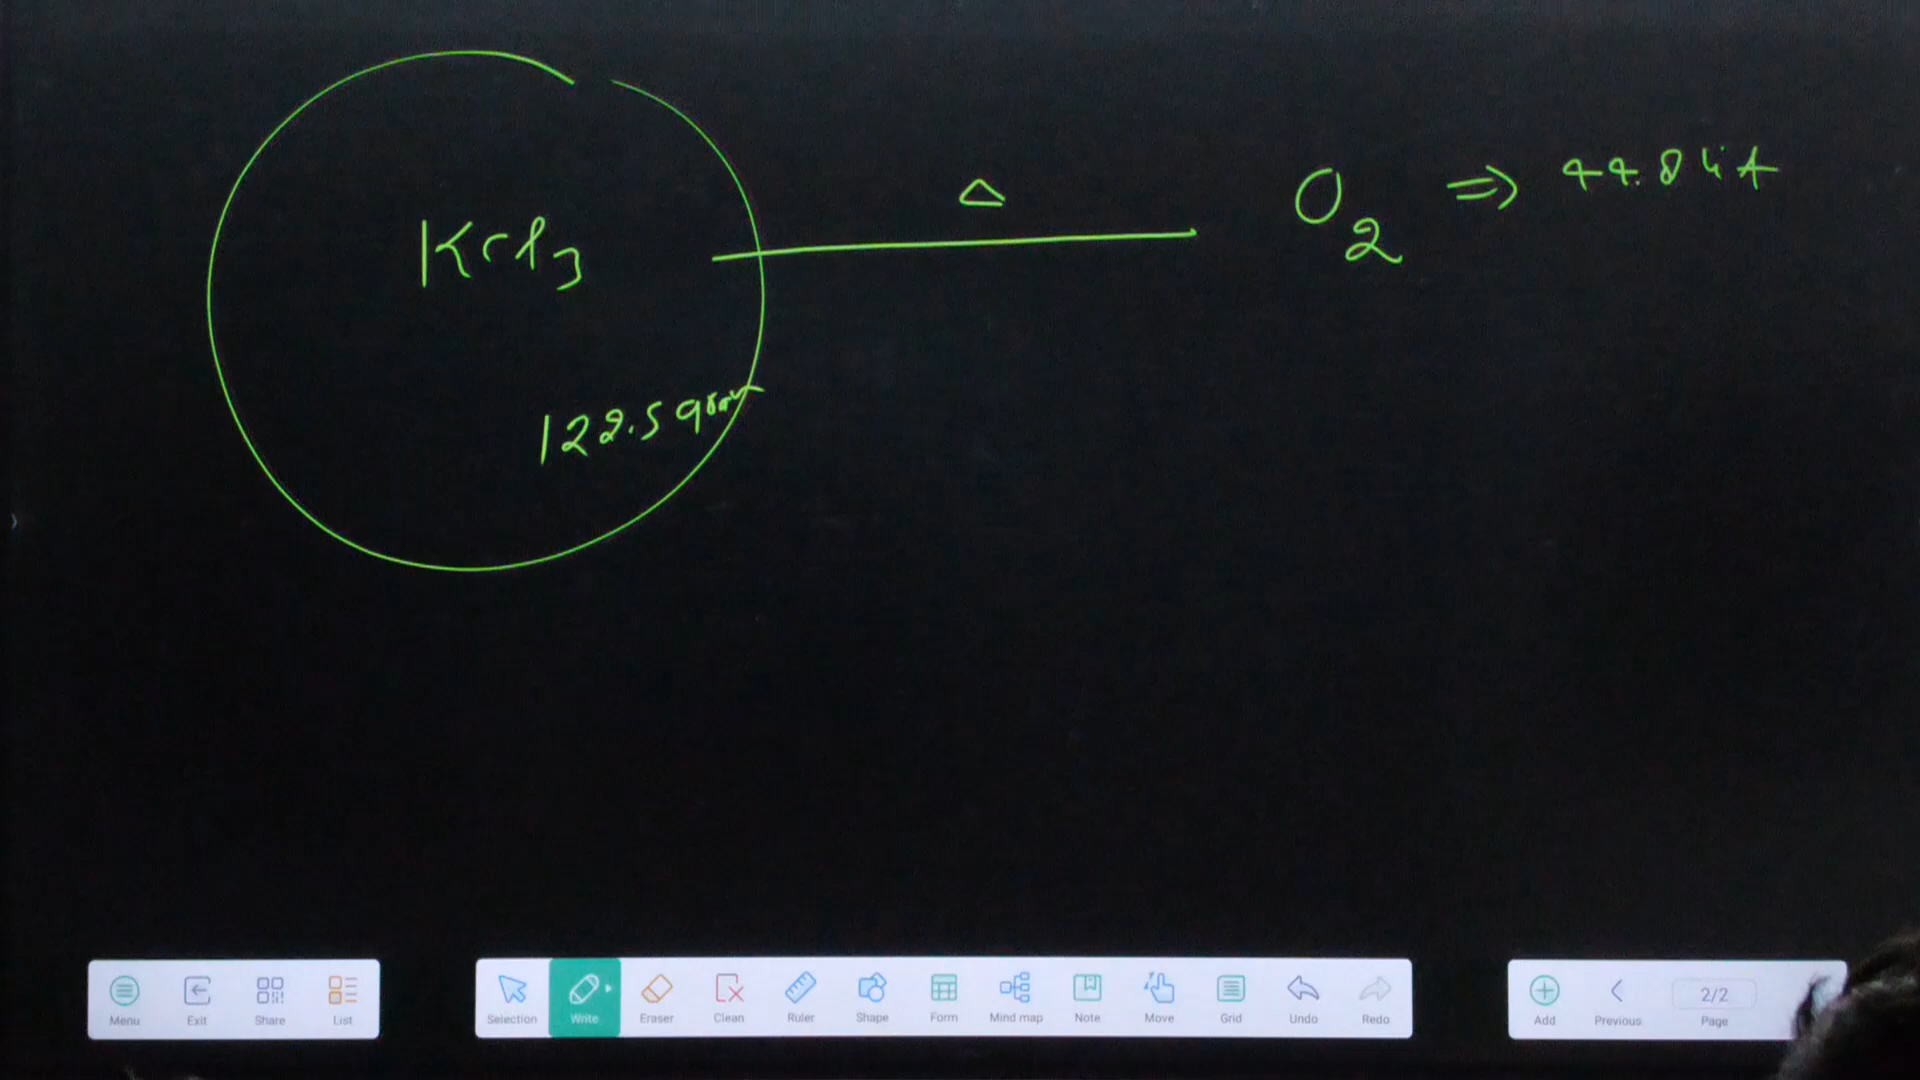 KCl3
Δ
O2 ⇒ 44.8 lit
122.5 gram
Menu
Exit
Share
List
Selection
Write
Eraser
Clean
Ruler
Shape
Form
Mind map
Note
Move
Grid
Undo
Redo
Add
Previous
2/2
Page